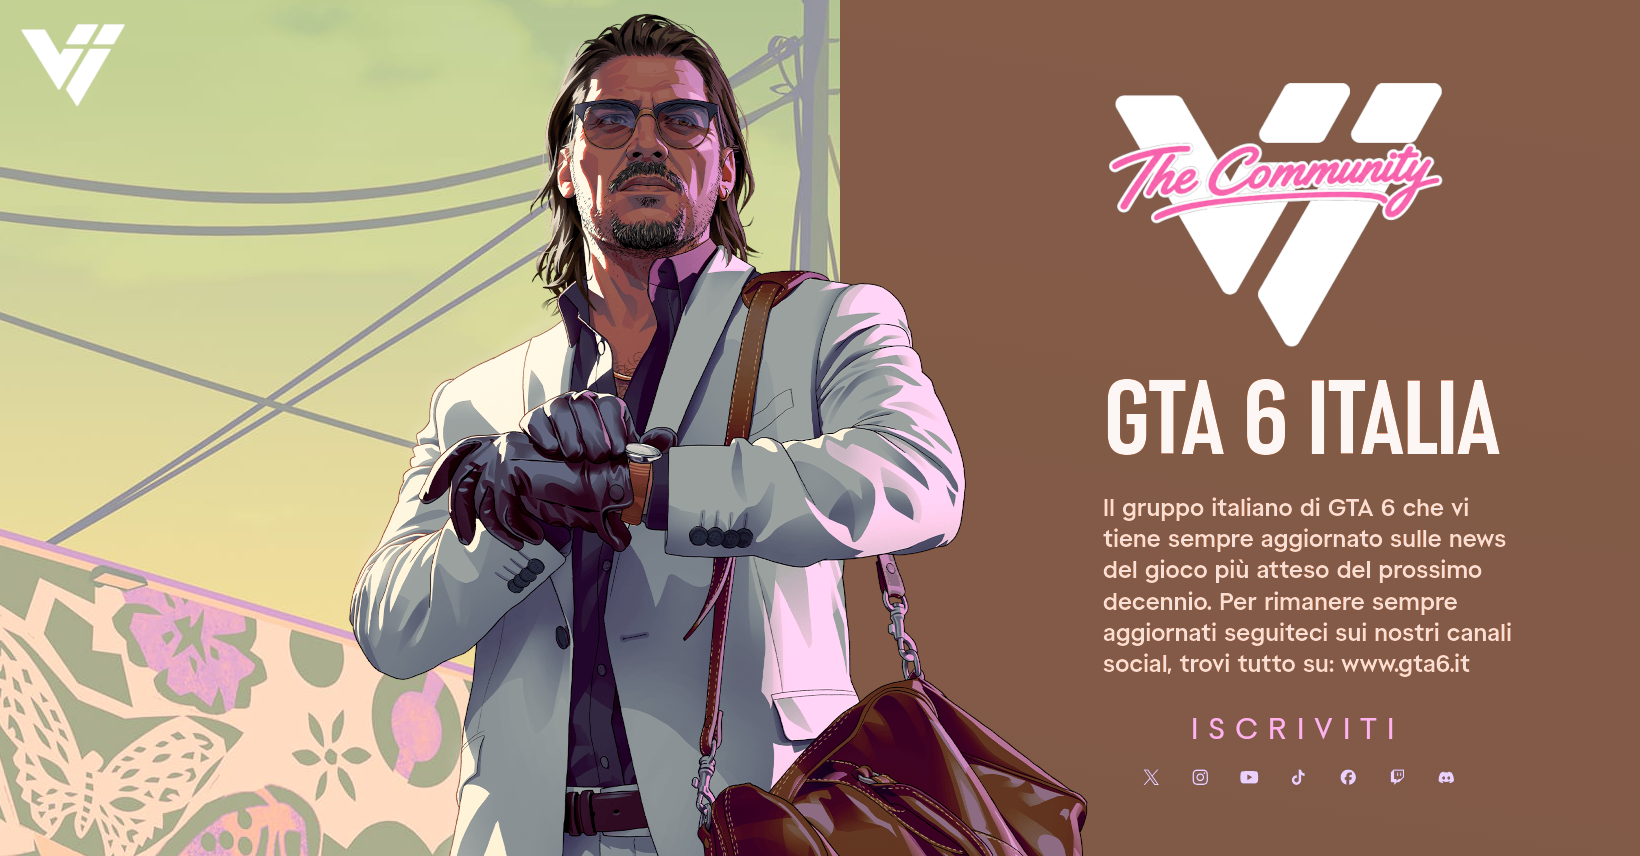 The Community
GTA 6 ITALIA
Il gruppo italiano di GTA 6 che vi
tiene sempre aggiornato sulle news
del gioco più atteso del prossimo
decennio. Per rimanere sempre
aggiornati seguiteci sui nostri canali
social, trovi tutto su: www.gta6.it
ISCRIVITI